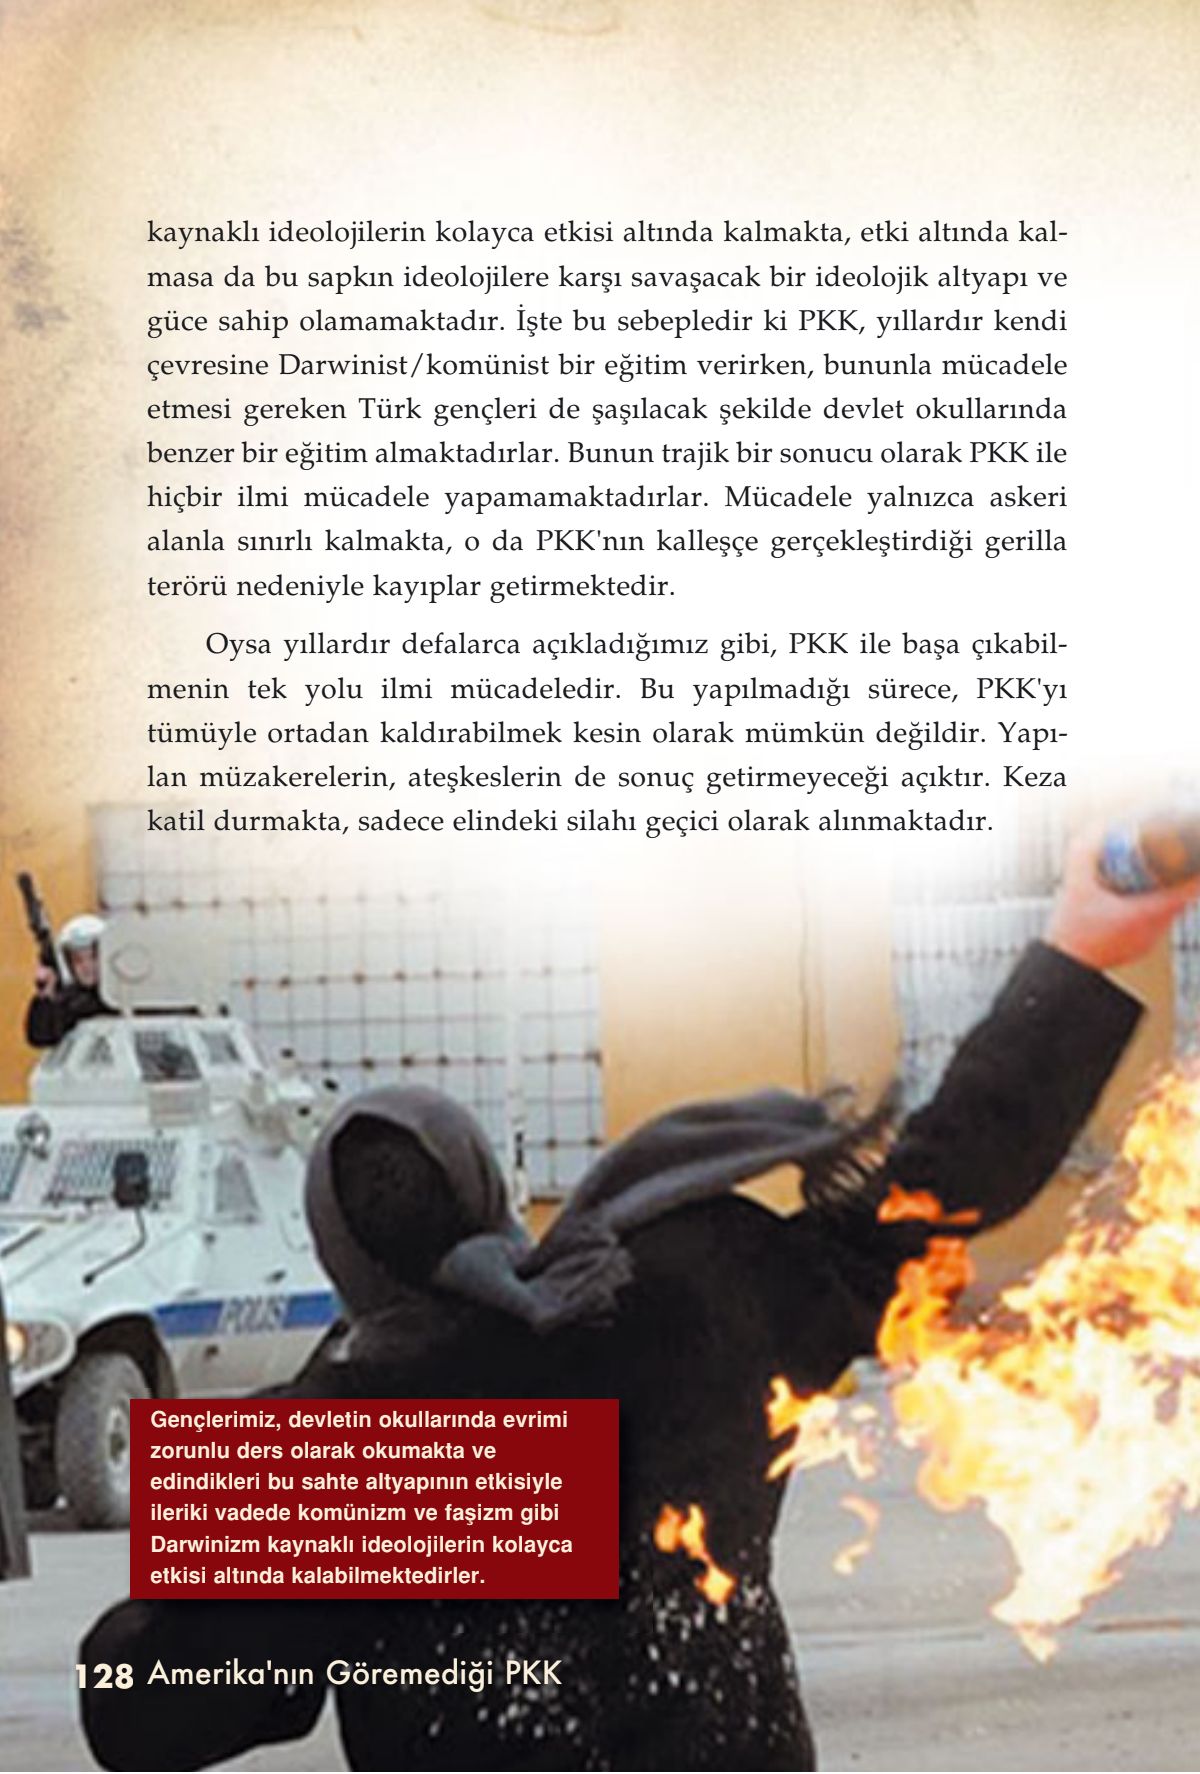 kaynaklı ideolojilerin kolayca etkisi altında kalmakta, etki altında kal-
masa da bu sapkın ideolojilere karşı savaşacak bir ideolojik altyapı ve
güce sahip olamamaktadır. İşte bu sebepledir ki PKK, yıllardır kendi
çevresine Darwinist/komünist bir eğitim verirken, bununla mücadele
etmesi gereken Türk gençleri de şaşılacak şekilde devlet okullarında
benzer bir eğitim almaktadırlar. Bunun trajik bir sonucu olarak PKK ile
hiçbir ilmi mücadele yapamamaktadırlar. Mücadele yalnızca askeri
alanla sınırlı kalmakta, o da PKK'nın kalleşçe gerçekleştirdiği gerilla
terörü nedeniyle kayıplar getirmektedir.
Oysa yıllardır defalarca açıkladığımız gibi, PKK ile başa çıkabil-
menin tek yolu ilmi mücadeledir. Bu yapılmadığı sürece, PKK'yı
tümüyle ortadan kaldırabilmek kesin olarak mümkün değildir. Yapı-
lan müzakerelerin, ateşkeslerin de sonuç getirmeyeceği açıktır. Keza
katil durmakta, sadece elindeki silahı geçici olarak alınmaktadır.
POLIS
Gençlerimiz, devletin okullarında evrimi
zorunlu ders olarak okumakta ve
edindikleri bu sahte altyapının etkisiyle
ileriki vadede komünizm ve faşizm gibi
Darwinizm kaynaklı ideolojilerin kolayca
etkisi altında kalabilmektedirler.
128 Amerika'nın Göremediği PKK